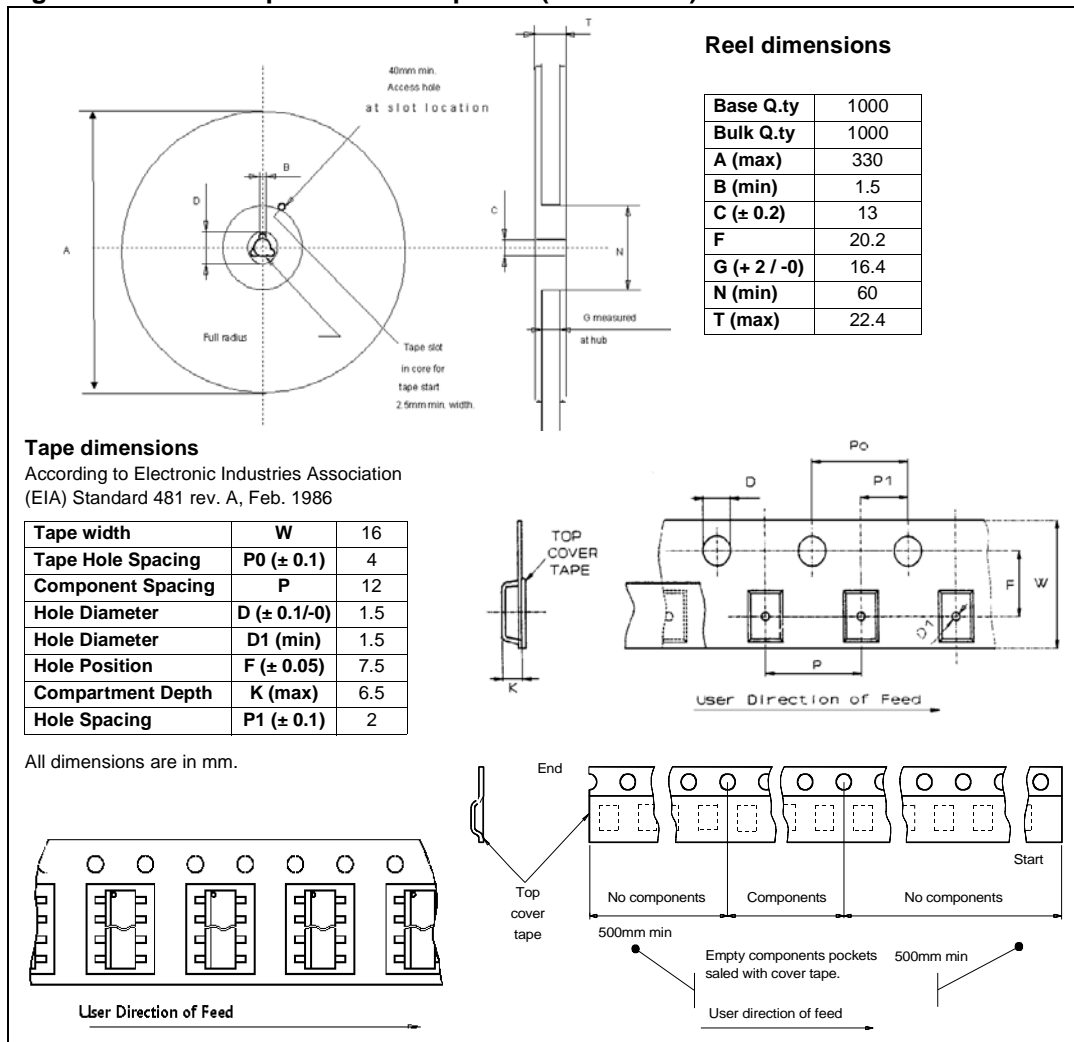 T
Reel dimensions
40mm min.
Access hole
at slot location
Base Q.ty 1000
Bulk Q.ty 1000
A (max) 330
B (min) 1.5
C (± 0.2) 13
F 20.2
G (+ 2 / -0) 16.4
N (min) 60
T (max) 22.4
B
D
C
A
N
Full radius
G measured
at hub
Tape slot
in core for
tape start
2.5mm min. width.
Tape dimensions
According to Electronic Industries Association
(EIA) Standard 481 rev. A, Feb. 1986
Tape width W 16
Tape Hole Spacing P0 (± 0.1) 4
Component Spacing P 12
Hole Diameter D (± 0.1/-0) 1.5
Hole Diameter D1 (min) 1.5
Hole Position F (± 0.05) 7.5
Compartment Depth K (max) 6.5
Hole Spacing P1 (± 0.1) 2
All dimensions are in mm.
Po
D
P1
TOP
COVER
TAPE
F
W
D1
K
P
User Direction of Feed
End
Start
Top
cover
tape
No components
Components
No components
500mm min
Empty components pockets
saled with cover tape.
500mm min
User direction of feed
User Direction of Feed